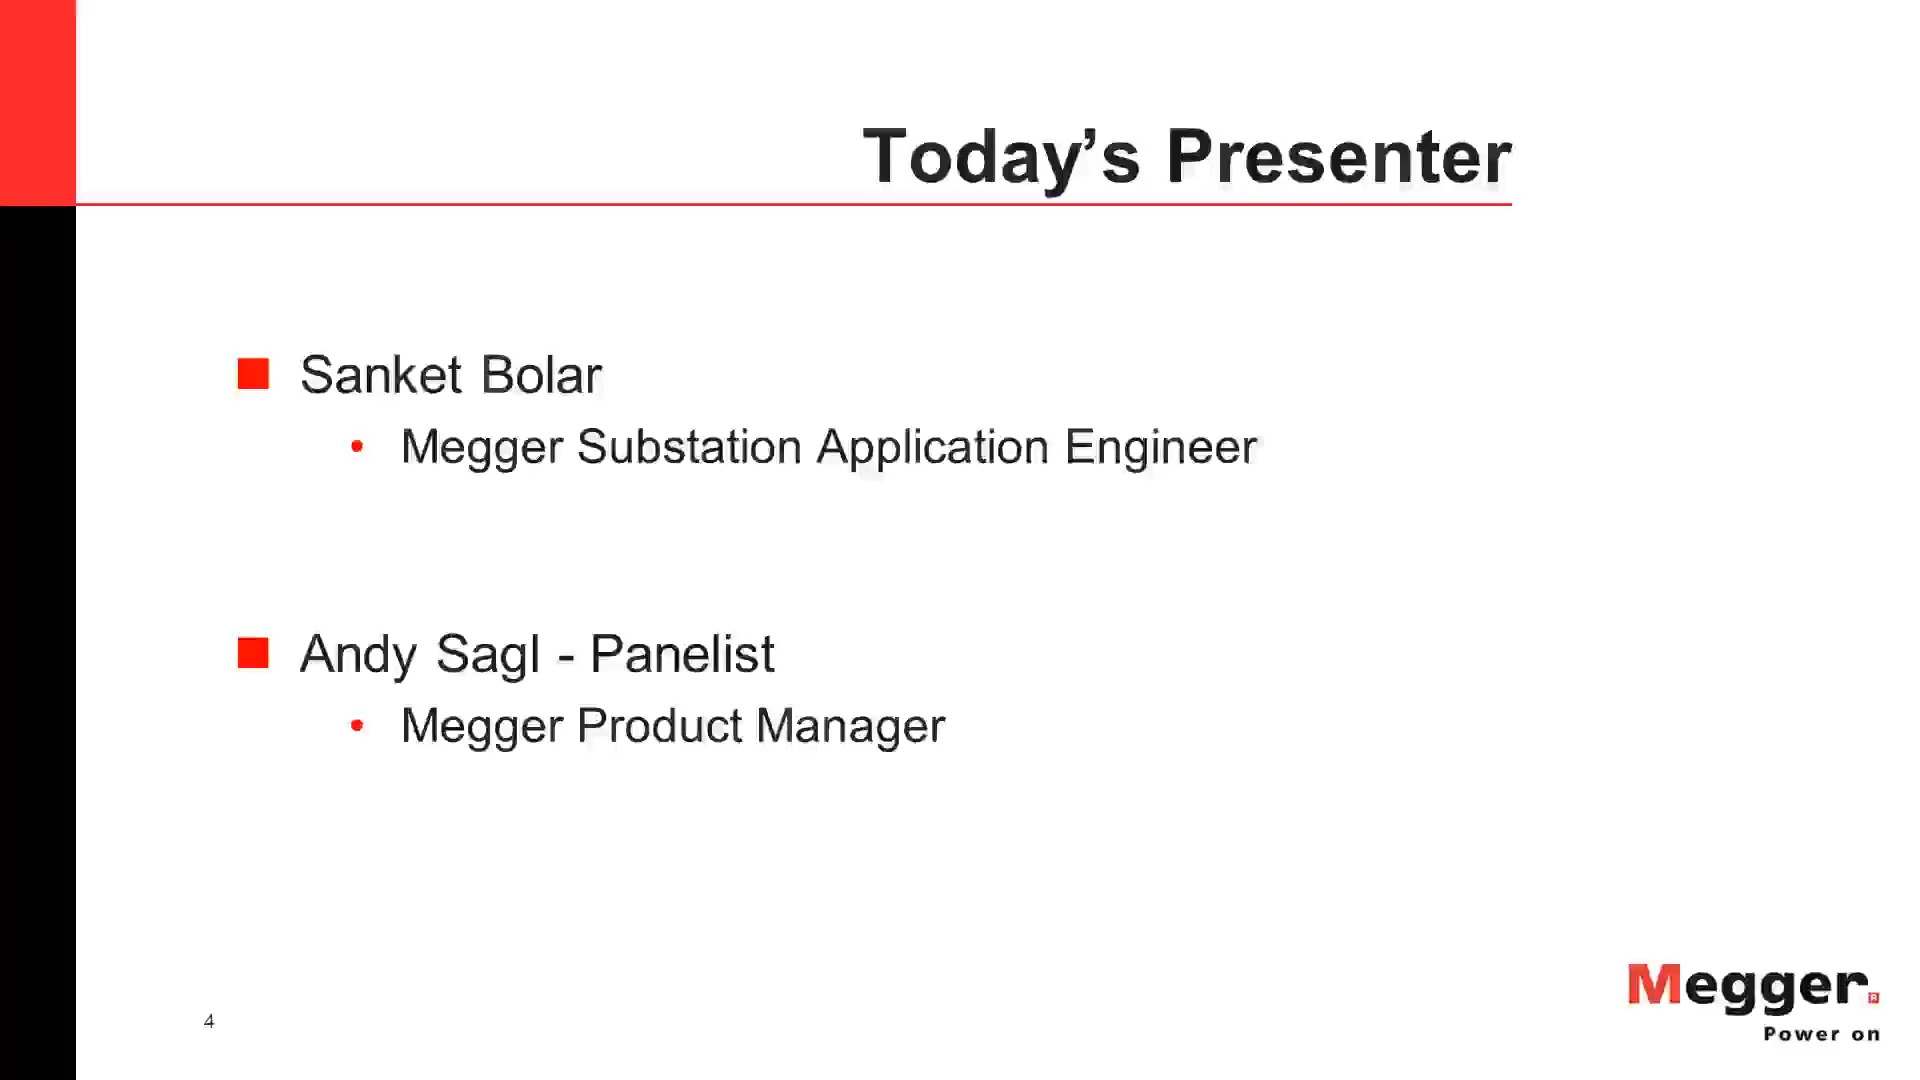 Today’s Presenter
Sanket Bolar
• Megger Substation Application Engineer
Andy Sagl - Panelist
• Megger Product Manager
4
Megger®
Power on